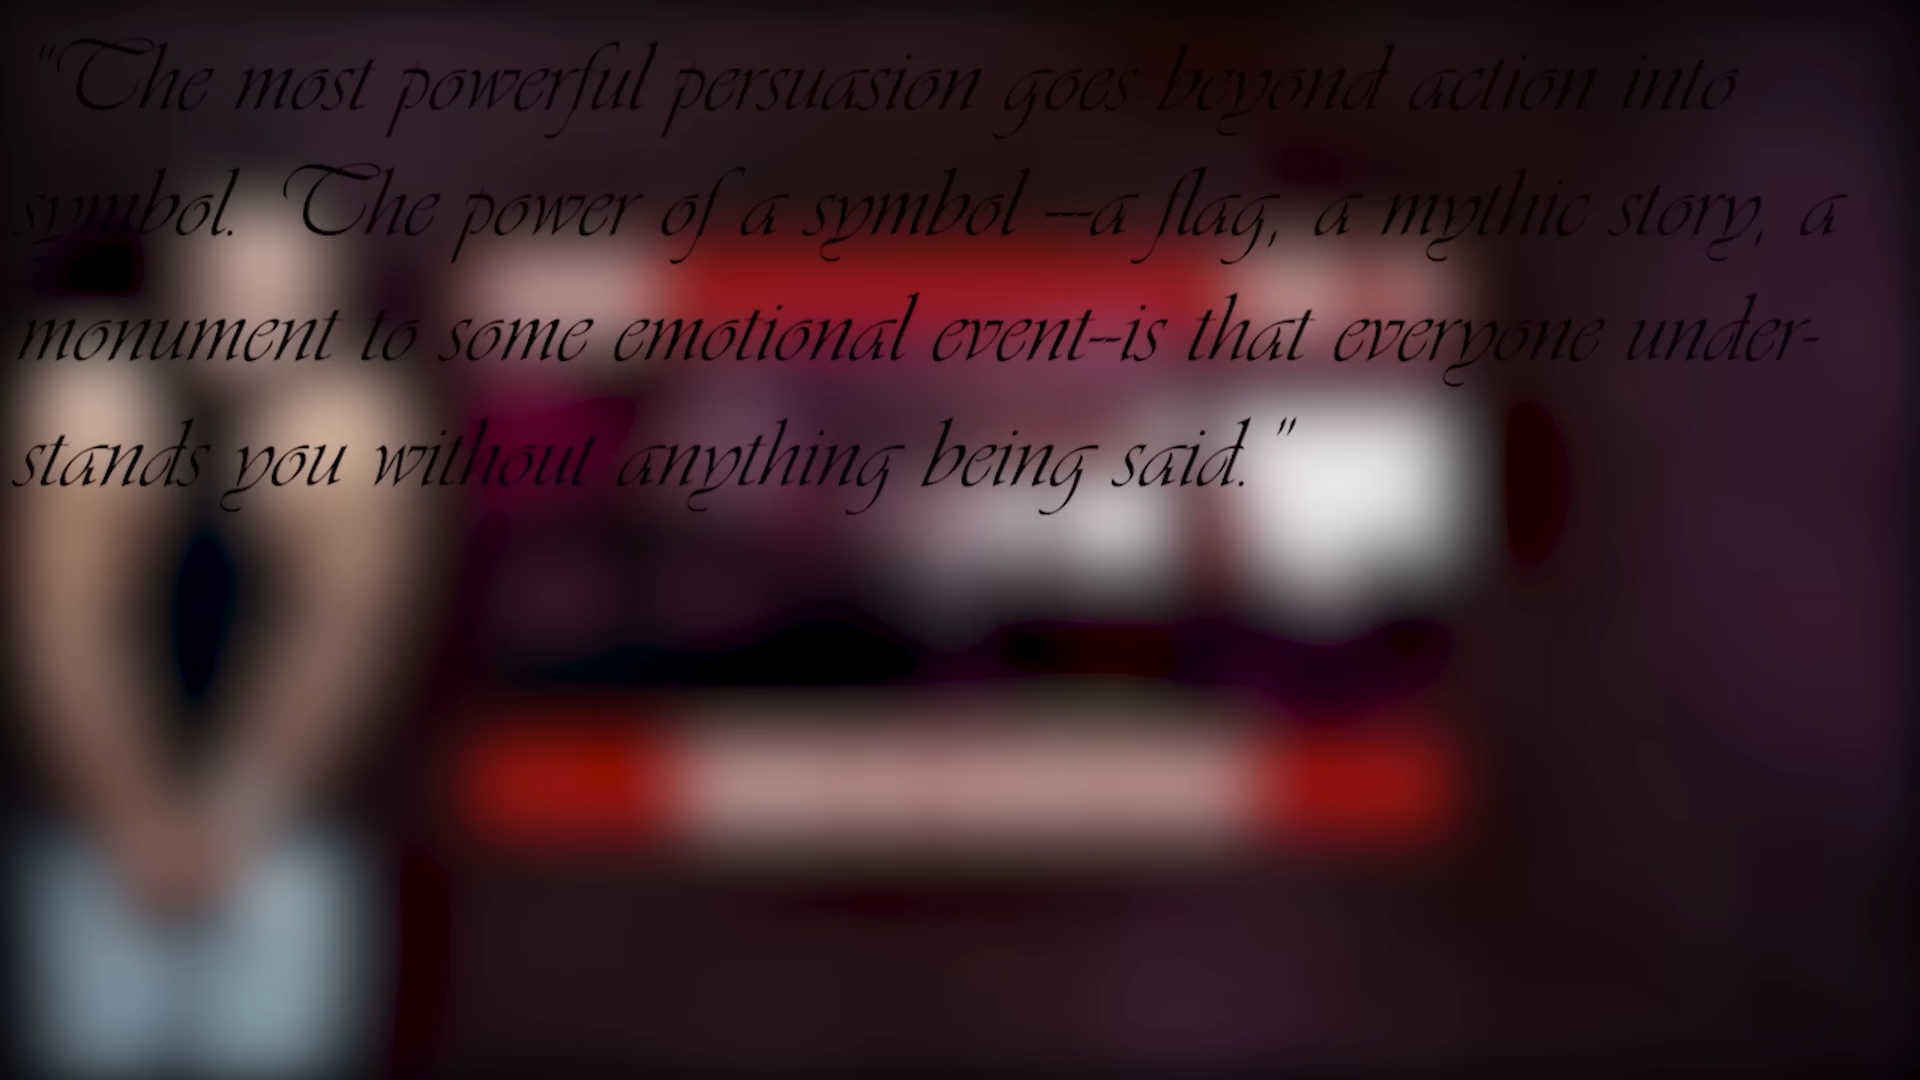 "The most powerful persuasion goes beyond action into
symbol. The power of a symbol --a flag, a mythic story, a
monument to some emotional event--is that everyone under-
stands you without anything being said."